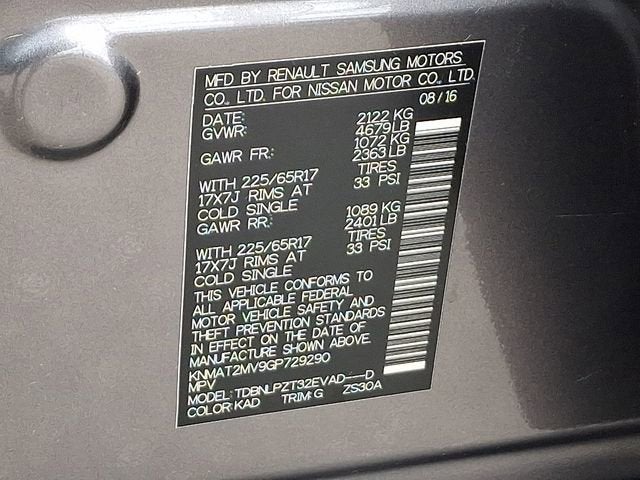 MFD BY RENAULT SAMSUNG MOTORS
CO., LTD. FOR NISSAN MOTOR CO., LTD.
DATE: 08/16
GVWR: 2122 KG
4679 LB
GAWR FR: 1072 KG
2363 LB
WITH 225/65R17 TIRES
17X7J RIMS AT 33 PSI
COLD SINGLE
GAWR RR: 1089 KG
2401 LB
WITH 225/65R17 TIRES
17X7J RIMS AT 33 PSI
COLD SINGLE
THIS VEHICLE CONFORMS TO
ALL APPLICABLE FEDERAL
MOTOR VEHICLE SAFETY AND
THEFT PREVENTION STANDARDS
IN EFFECT ON THE DATE OF
MANUFACTURE SHOWN ABOVE.
KNMAT2MV9GP729290
MPV
MODEL: TDBNLPZT32EVAD---D
COLOR: KAD TRIM: G ZS30A